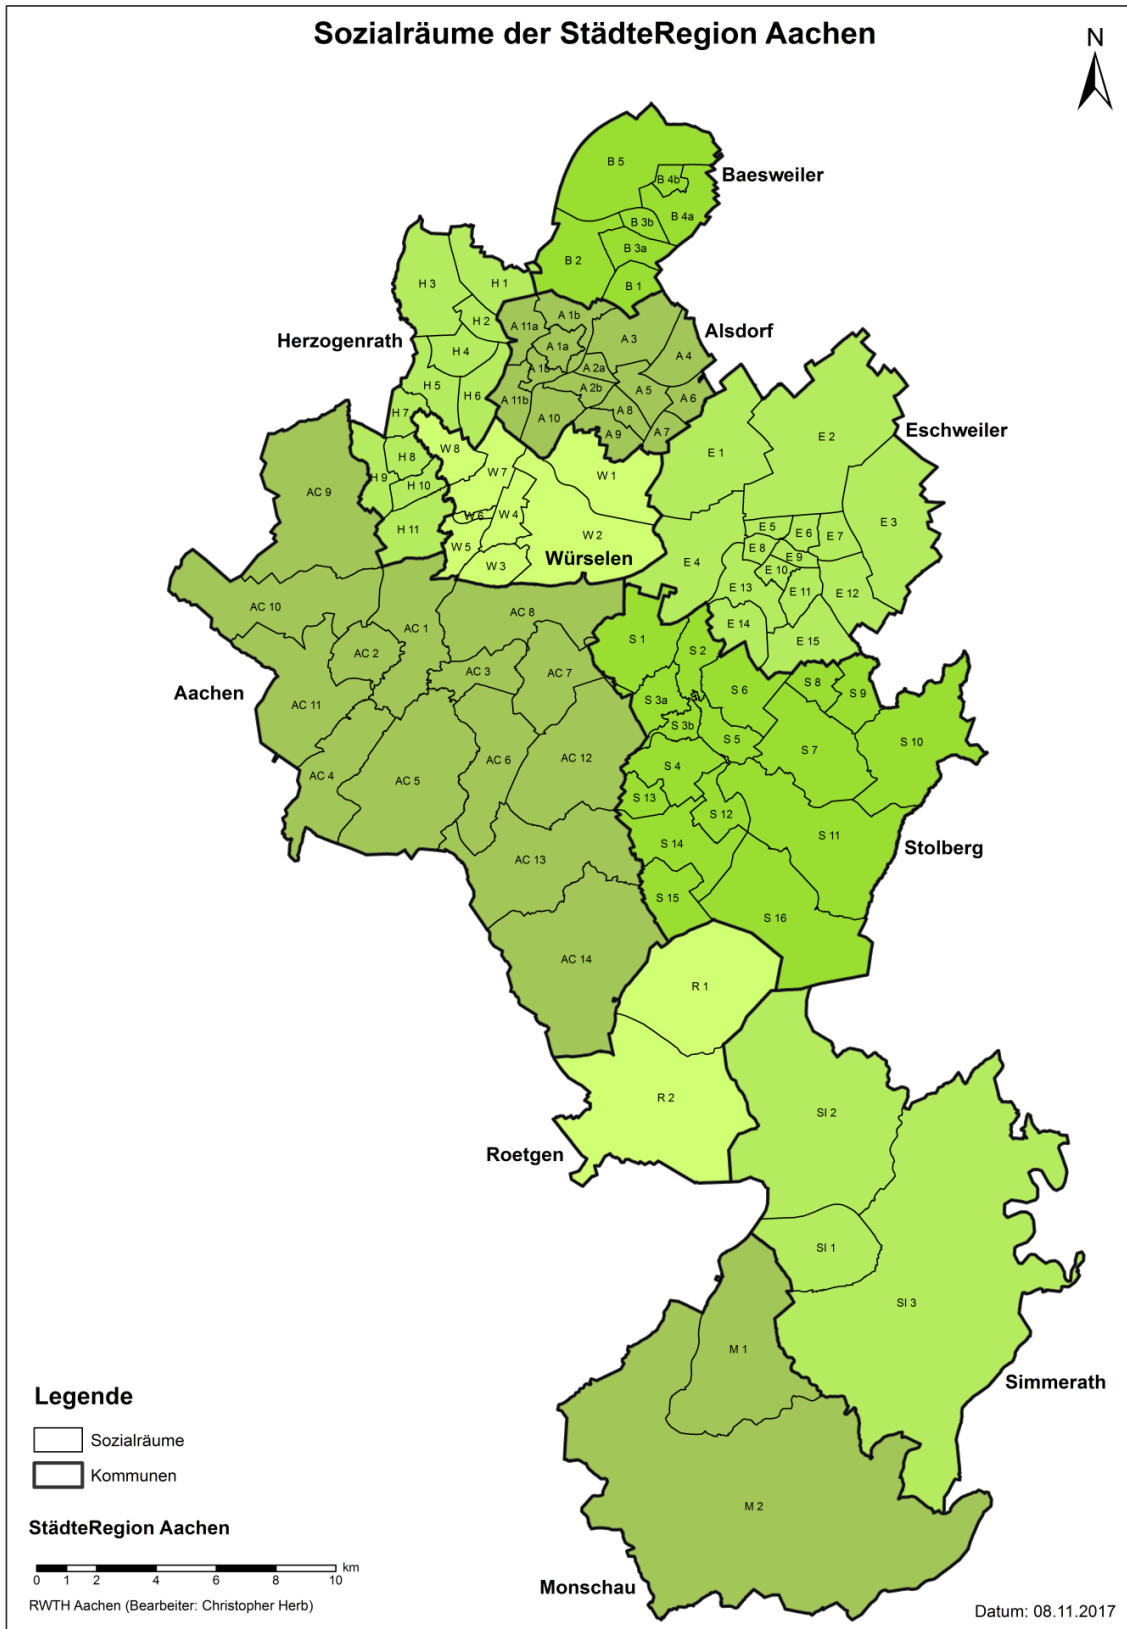 Sozialräume der StädteRegion Aachen
N
B 5
B 4b
Baesweiler
B 4a
B 3b
B 3a
B 2
B 1
H 3
H 1
H 2
Herzogenrath
H 4
H 5
H 6
H 7
H 8
H 9
H 10
H 11
A 11a
A 1b
A 1a
A 3
Alsdorf
A 4
A 1b
A 2a
A 2b
A 5
A 6
A 11b
A 10
A 8
A 9
A 7
W 8
W 7
W 1
W 6
W 4
W 2
W 5
W 3
Würselen
E 1
E 2
Eschweiler
E 3
E 5
E 6
E 7
E 8
E 9
E 4
E 10
E 13
E 11
E 12
E 14
E 15
AC 9
AC 10
AC 1
AC 8
AC 2
AC 3
AC 7
Aachen
AC 11
AC 4
AC 5
AC 6
AC 12
AC 13
AC 14
S 1
S 2
S 3a
S 6
S 8
S 9
S 3b
S 5
S 7
S 10
S 4
S 13
S 12
S 11
S 14
Stolberg
S 15
S 16
R 1
R 2
Roetgen
SI 2
SI 1
SI 3
Simmerath
M 1
M 2
Monschau
Legende
Sozialräume
Kommunen
StädteRegion Aachen
km
0 1 2 4 6 8 10
RWTH Aachen (Bearbeiter: Christopher Herb)
Datum: 08.11.2017